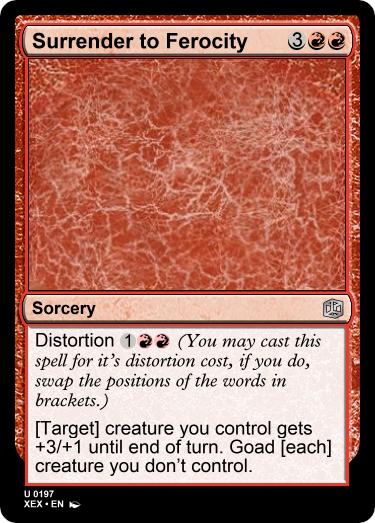 Surrender to Ferocity 3
Sorcery
Distortion 1 (You may cast this
spell for it's distortion cost, if you do,
swap the positions of the words in
brackets.)
[Target] creature you control gets
+3/+1 until end of turn. Goad [each]
creature you don't control.
U 0197
XEX • EN